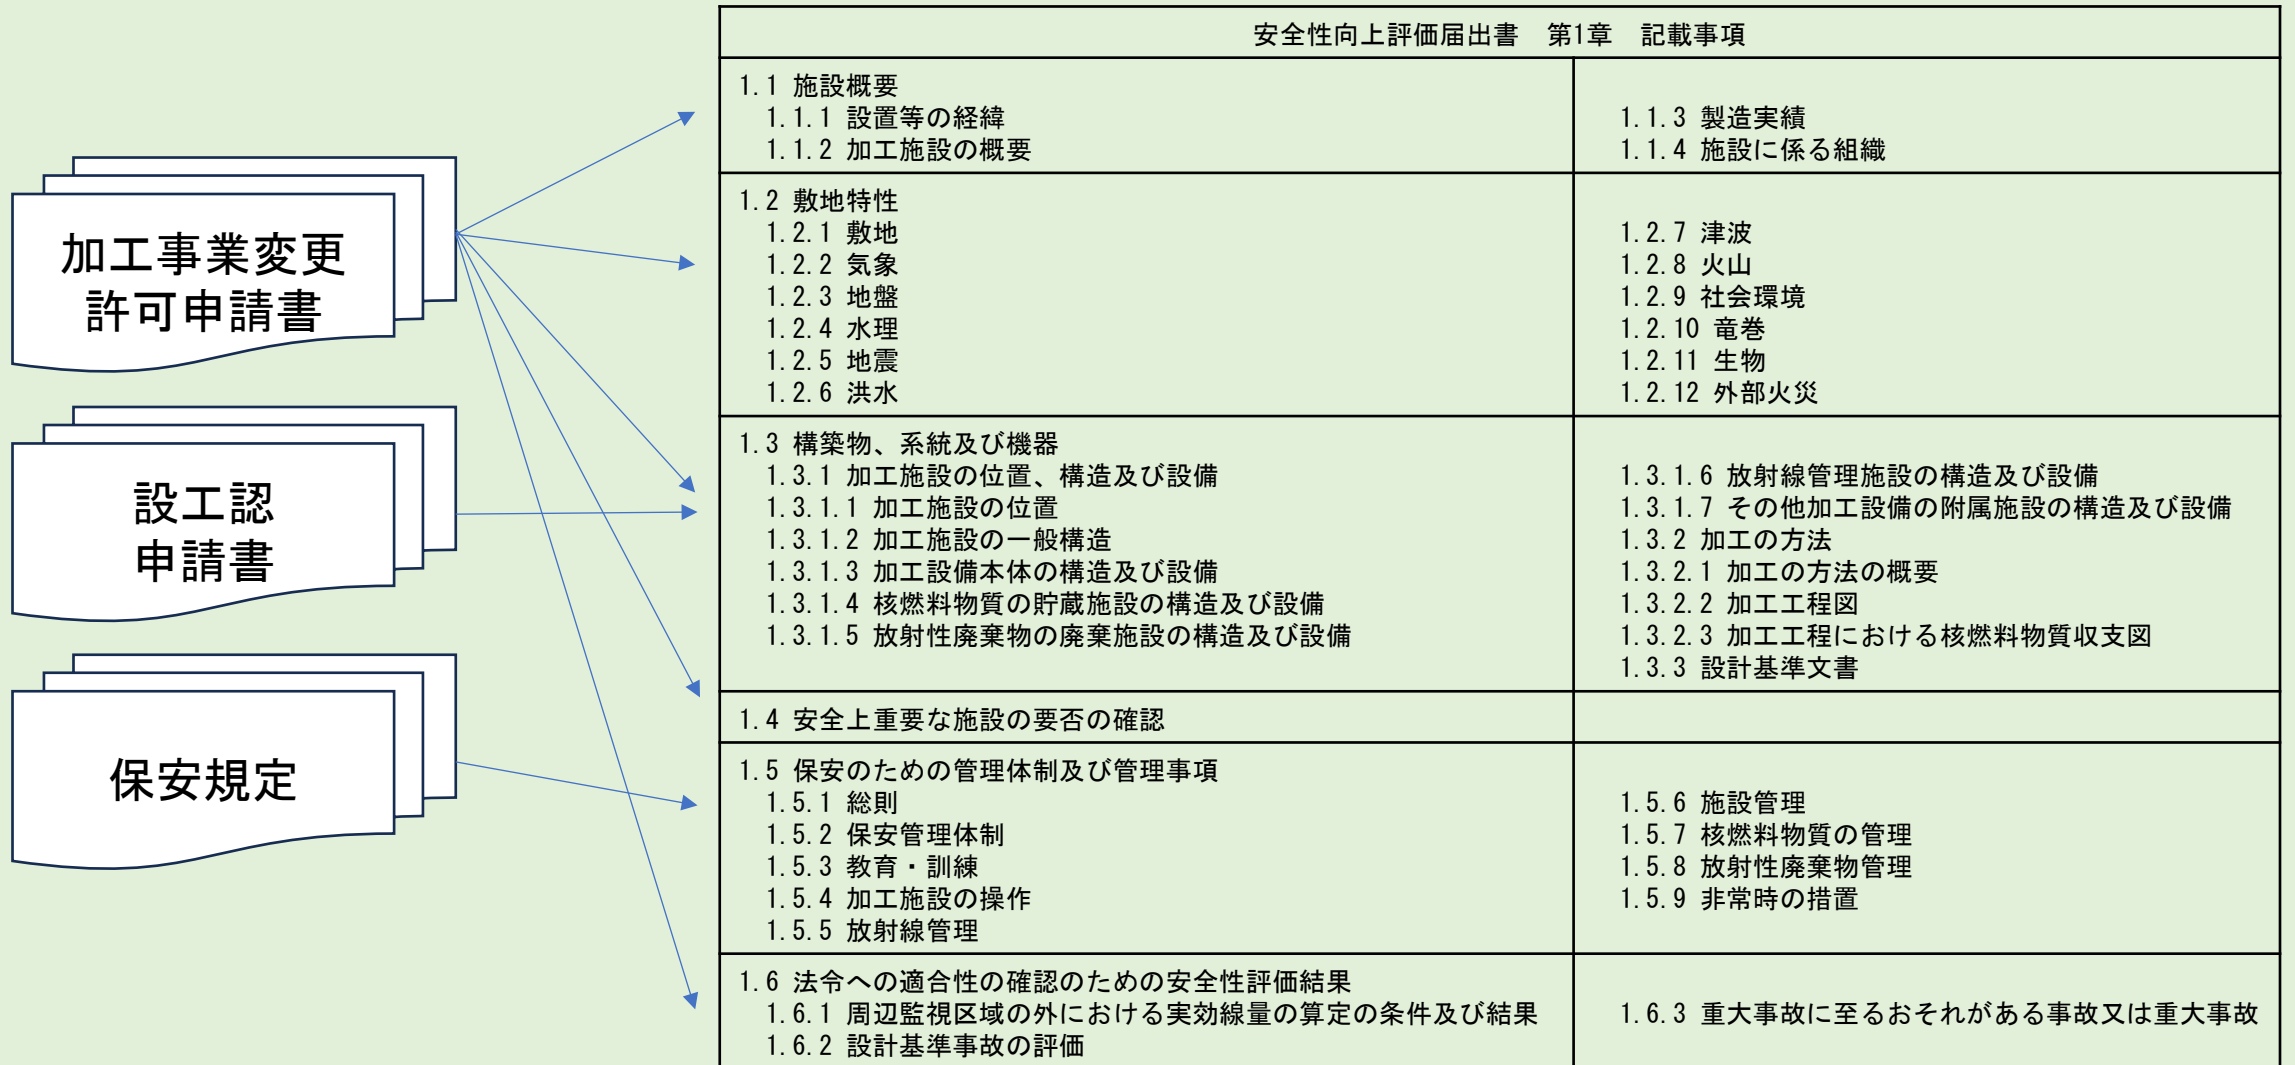 加工事業変更
許可申請書
設工認
申請書
保安規定
安全性向上評価届出書　第1章　記載事項
1.1 施設概要
1.1.1 設置等の経緯
1.1.2 加工施設の概要
1.1.3 製造実績
1.1.4 施設に係る組織
1.2 敷地特性
1.2.1 敷地
1.2.2 気象
1.2.3 地盤
1.2.4 水理
1.2.5 地震
1.2.6 洪水
1.2.7 津波
1.2.8 火山
1.2.9 社会環境
1.2.10 竜巻
1.2.11 生物
1.2.12 外部火災
1.3 構築物、系統及び機器
1.3.1 加工施設の位置、構造及び設備
1.3.1.1 加工施設の位置
1.3.1.2 加工施設の一般構造
1.3.1.3 加工設備本体の構造及び設備
1.3.1.4 核燃料物質の貯蔵施設の構造及び設備
1.3.1.5 放射性廃棄物の廃棄施設の構造及び設備
1.3.1.6 放射線管理施設の構造及び設備
1.3.1.7 その他加工設備の附属施設の構造及び設備
1.3.2 加工の方法
1.3.2.1 加工の方法の概要
1.3.2.2 加工工程図
1.3.2.3 加工工程における核燃料物質収支図
1.3.3 設計基準文書
1.4 安全上重要な施設の要否の確認
1.5 保安のための管理体制及び管理事項
1.5.1 総則
1.5.2 保安管理体制
1.5.3 教育・訓練
1.5.4 加工施設の操作
1.5.5 放射線管理
1.5.6 施設管理
1.5.7 核燃料物質の管理
1.5.8 放射性廃棄物管理
1.5.9 非常時の措置
1.6 法令への適合性の確認のための安全性評価結果
1.6.1 周辺監視区域の外における実効線量の算定の条件及び結果
1.6.2 設計基準事故の評価
1.6.3 重大事故に至るおそれがある事故又は重大事故